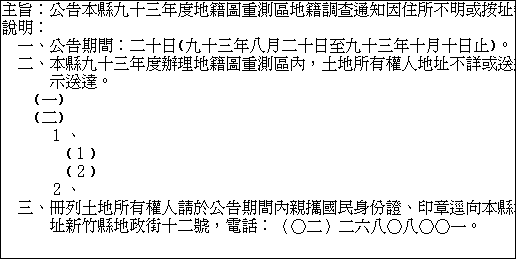 主旨：公告本縣九十三年度地籍圖重測區地籍調查通知因住所不明或按址
說明：
一、公告期間：二十日(九十三年八月二十日至九十三年十月十日止)。
二、本縣九十三年度辦理地籍圖重測區內，土地所有權人地址不詳或送
示送達。
(一)
(二)
１、
(１)
(２)
２、
三、冊列土地所有權人請於公告期間內親攜國民身份證、印章逕向本縣
址新竹縣地政街十二號，電話：（○二）二六八○八○○一。